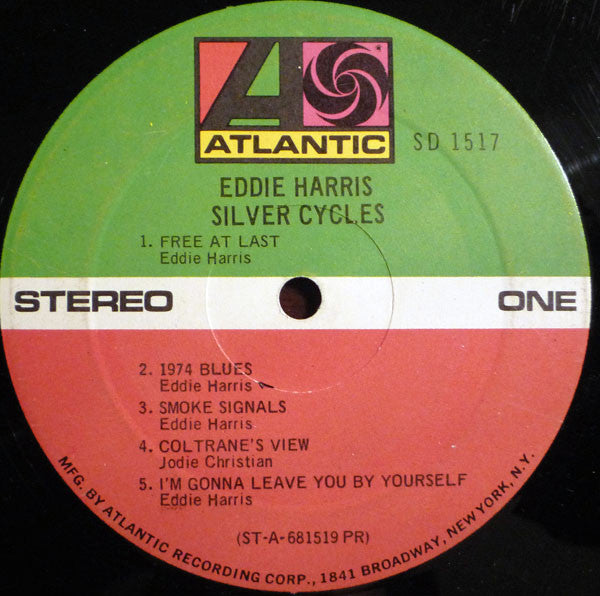 ATLANTIC
SD 1517
EDDIE HARRIS
SILVER CYCLES
1. FREE AT LAST
Eddie Harris
STEREO
ONE
2. 1974 BLUES
Eddie Harris
3. SMOKE SIGNALS
Eddie Harris
4. COLTRANE'S VIEW
Jodie Christian
5. I'M GONNA LEAVE YOU BY YOURSELF
Eddie Harris
(ST-A-681519 PR)
MFG. BY ATLANTIC RECORDING CORP., 1841 BROADWAY, NEW YORK, N.Y.